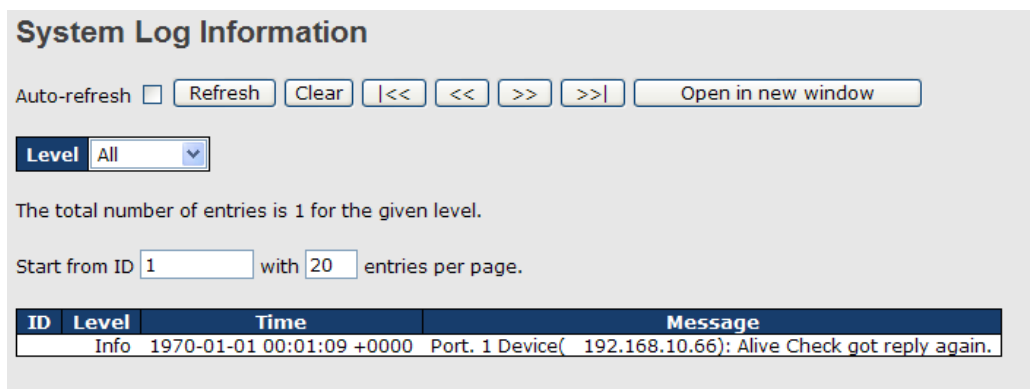 System Log Information
Auto-refresh Refresh Clear |<< << >> >>| Open in new window
Level All
The total number of entries is 1 for the given level.
Start from ID 1 with 20 entries per page.
ID Level Time Message
Info 1970-01-01 00:01:09 +0000 Port. 1 Device( 192.168.10.66): Alive Check got reply again.